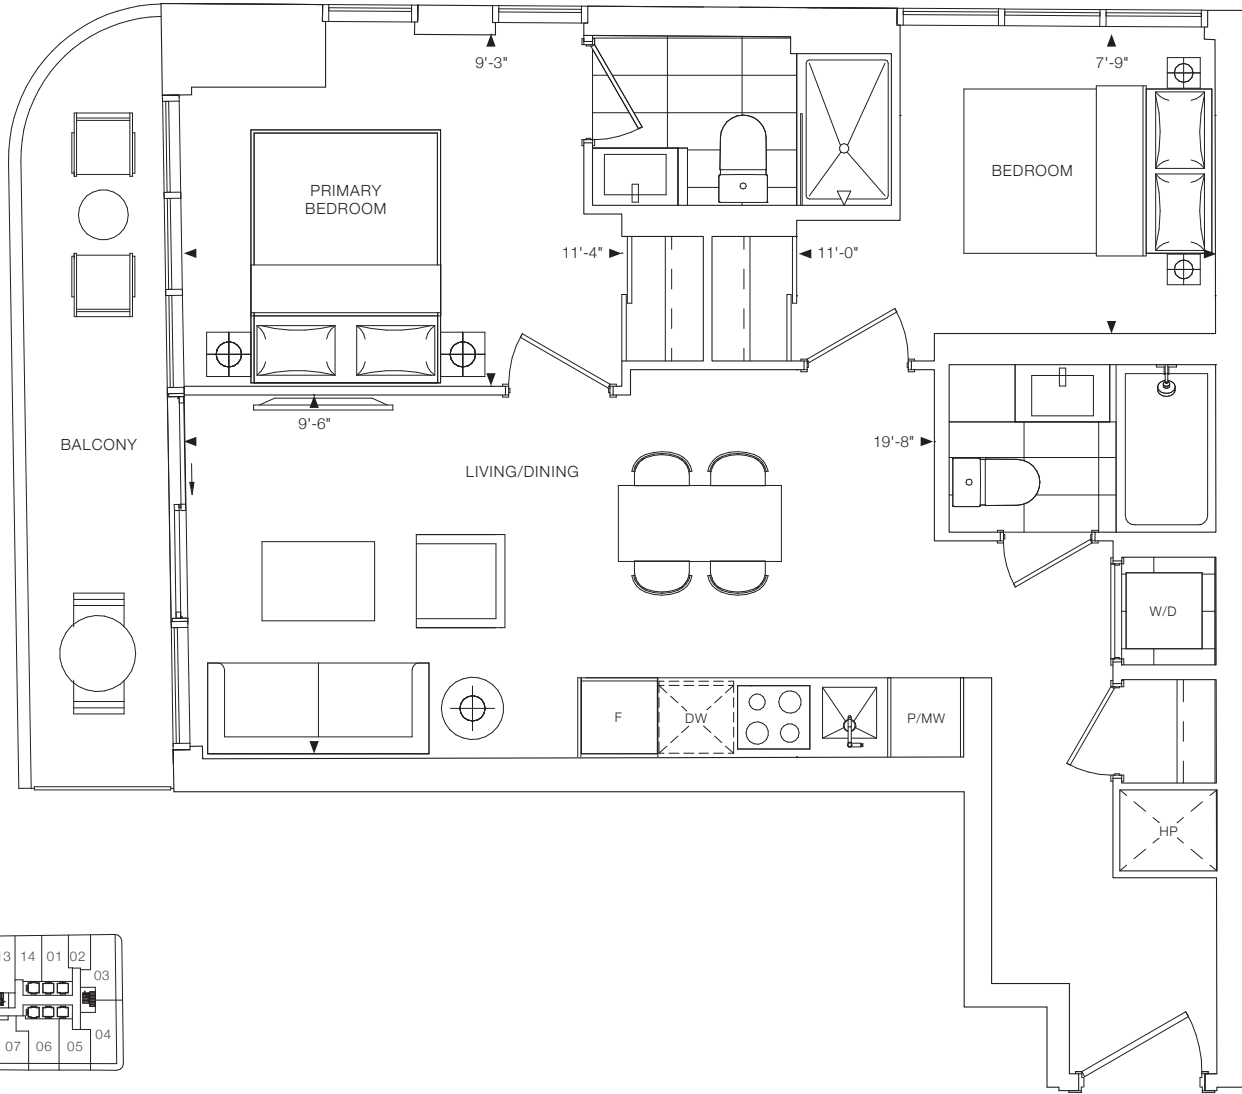 9'-3"
7'-9"
BEDROOM
PRIMARY
BEDROOM
11'-4"
11'-0"
9'-6"
BALCONY
19'-8"
LIVING/DINING
W/D
F
DW
P/MW
HP
13 14 01 02
03
04
07 06 05